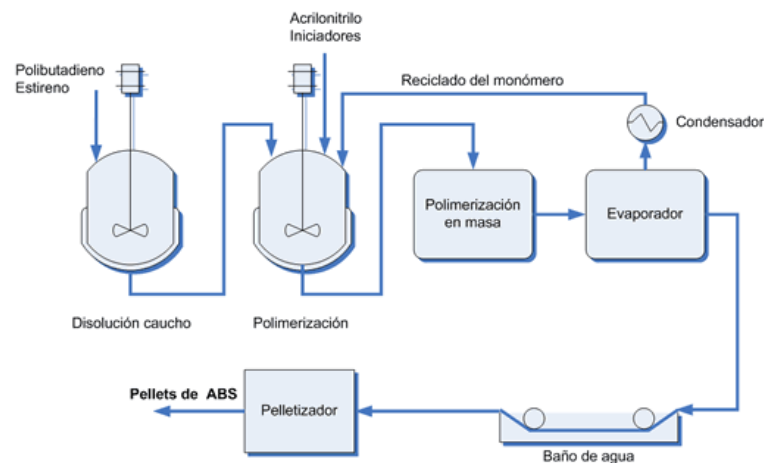 Acrilonitrilo
Iniciadores
Polibutadieno
Estireno
Reciclado del monómero
Condensador
Polimerización
en masa
Evaporador
Disolución caucho
Polimerización
Pellets de ABS
Pelletizador
Baño de agua